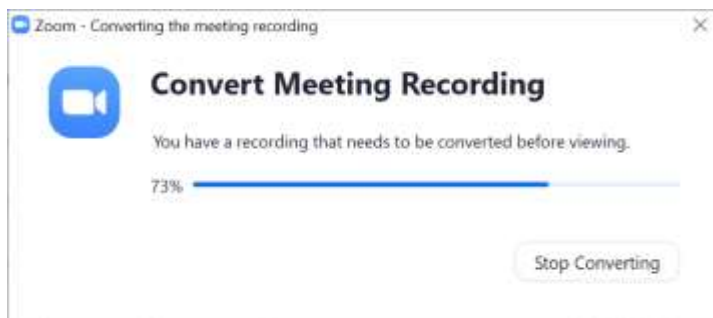 Zoom - Converting the meeting recording
Convert Meeting Recording
You have a recording that needs to be converted before viewing.
73%
Stop Converting